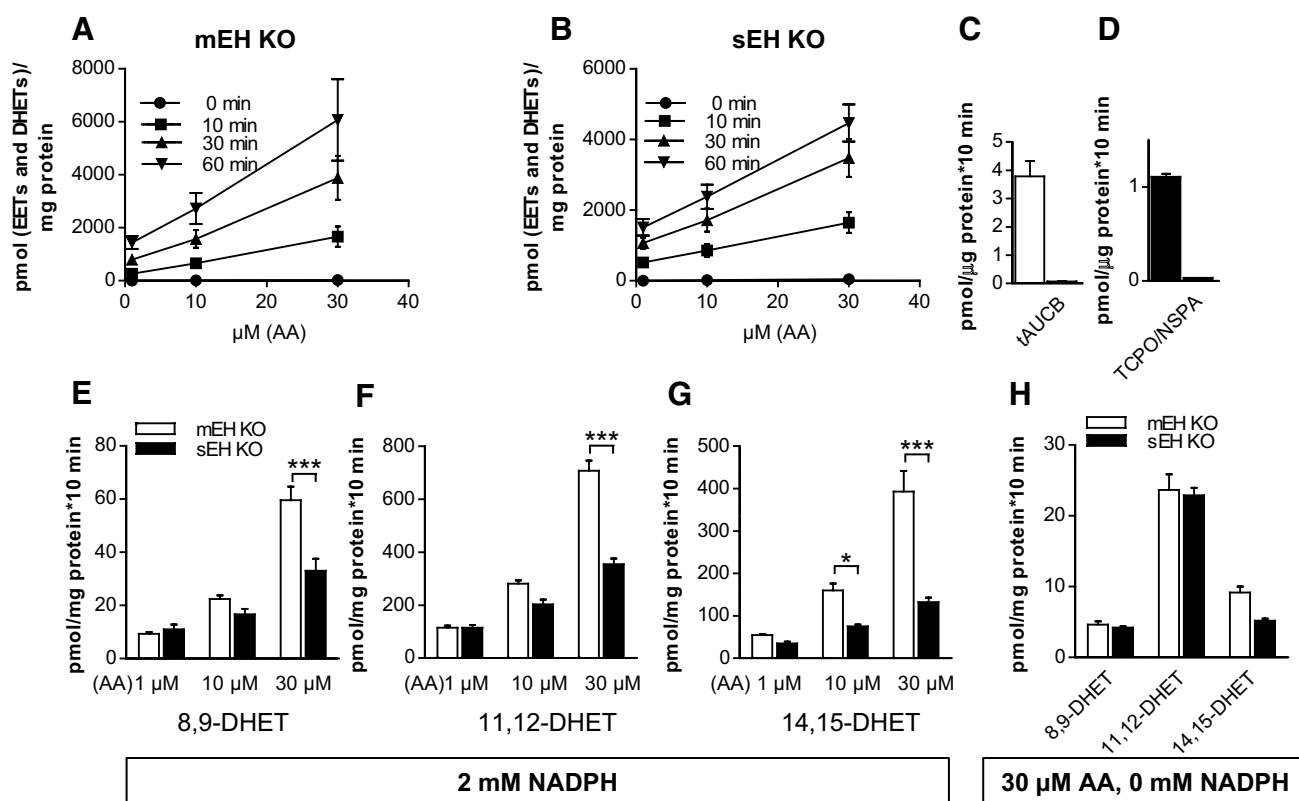 A
mEH KO
pmol (EETs and DHETs)/
mg protein
8000
6000
4000
2000
0
0 min
10 min
30 min
60 min
0 10 20 30 40
µM (AA)
B
sEH KO
pmol (EETs and DHETs)/
mg protein
6000
4000
2000
0
0 min
10 min
30 min
60 min
0 10 20 30 40
µM (AA)
C
pmol/µg protein*10 min
5
4
3
2
1
0
tAUCB
D
pmol/µg protein*10 min
1
0
TCPO/NSPA
E
mEH KO
sEH KO
pmol/mg protein*10 min
80
60
40
20
0
***
(AA) 1 µM 10 µM 30 µM
8,9-DHET
F
pmol/mg protein*10 min
800
600
400
200
0
***
(AA) 1 µM 10 µM 30 µM
11,12-DHET
G
pmol/mg protein*10 min
500
400
300
200
100
0
*
***
(AA) 1 µM 10 µM 30 µM
14,15-DHET
H
mEH KO
sEH KO
pmol/mg protein*10 min
30
20
10
0
8,9-DHET
11,12-DHET
14,15-DHET
2 mM NADPH
30 µM AA, 0 mM NADPH